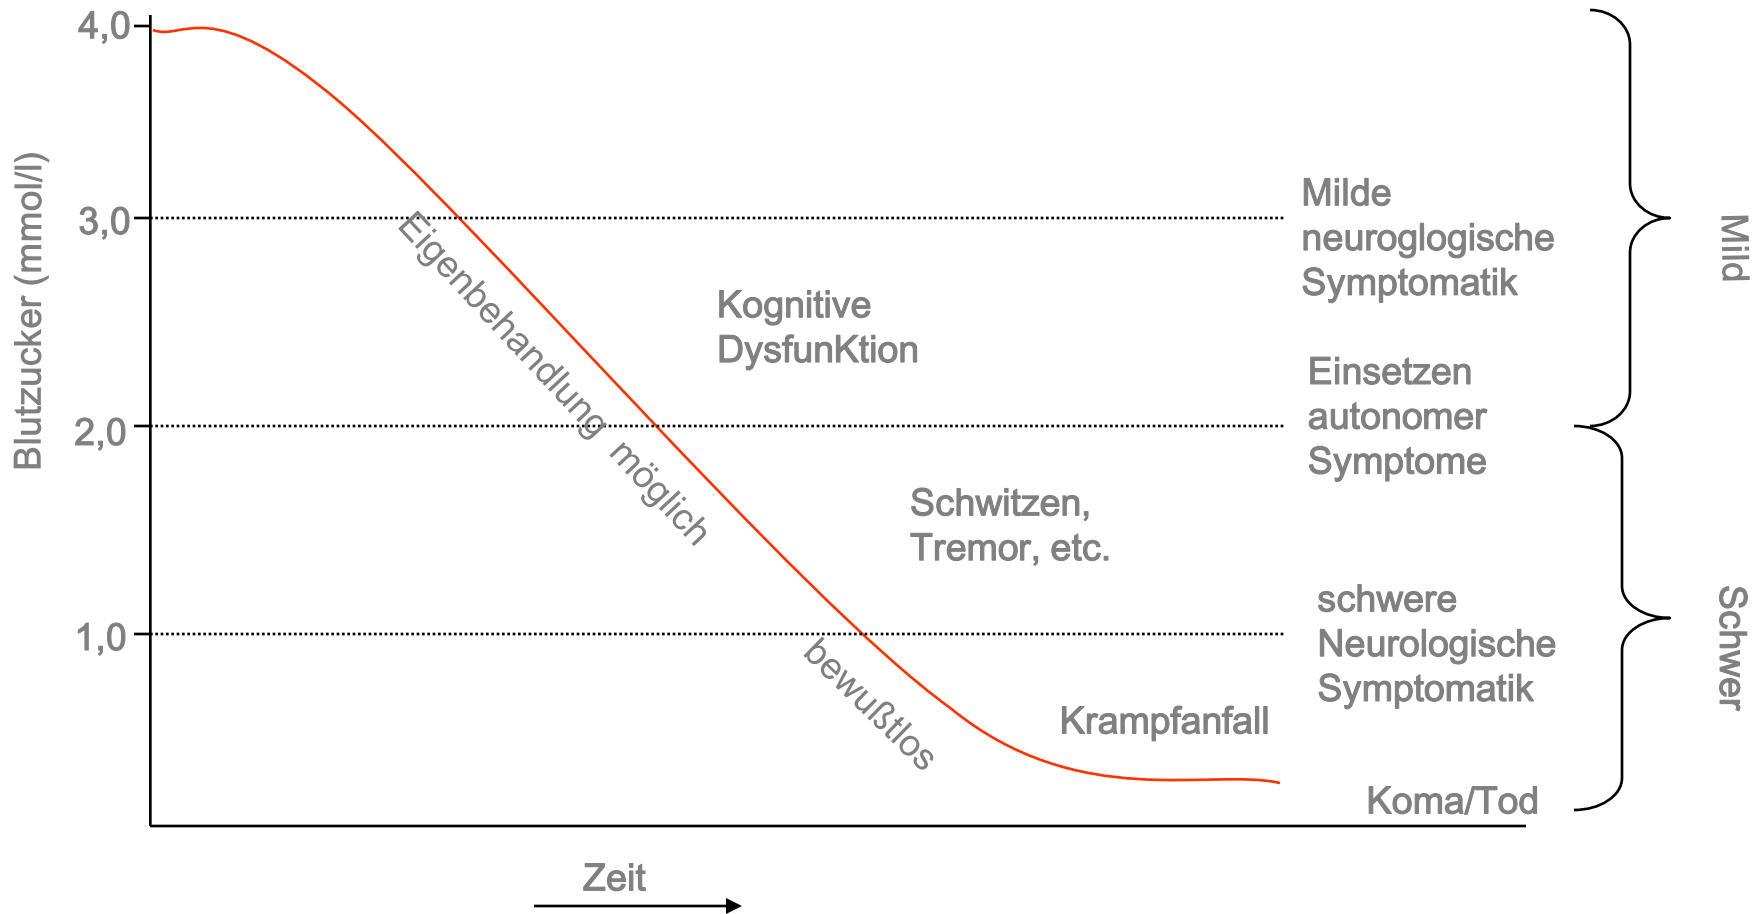 4,0
3,0
2,0
1,0
Blutzucker (mmol/l)
Eigenbehandlung möglich
bewußtlos
Kognitive
DysfunKtion
Schwitzen,
Tremor, etc.
Krampfanfall
Milde
neuroglogische
Symptomatik
Einsetzen
autonomer
Symptome
schwere
Neurologische
Symptomatik
Koma/Tod
Mild
Schwer
Zeit